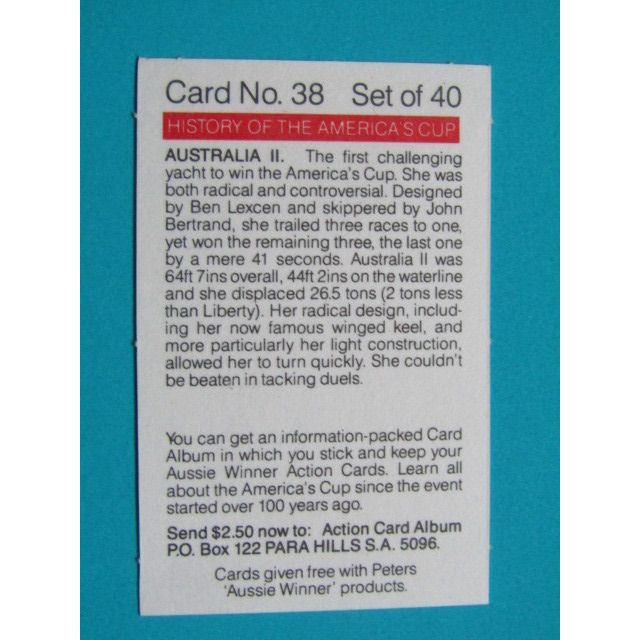 Card No. 38 Set of 40
HISTORY OF THE AMERICA'S CUP
AUSTRALIA II. The first challenging
yacht to win the America's Cup. She was
both radical and controversial. Designed
by Ben Lexcen and skippered by John
Bertrand, she trailed three races to one,
yet won the remaining three, the last one
by a mere 41 seconds. Australia II was
64ft 7ins overall, 44ft 2ins on the waterline
and she displaced 26.5 tons (2 tons less
than Liberty). Her radical design, includ-
ing her now famous winged keel, and
more particularly her light construction,
allowed her to turn quickly. She couldn't
be beaten in tacking duels.
You can get an information-packed Card
Album in which you stick and keep your
Aussie Winner Action Cards. Learn all
about the America's Cup since the event
started over 100 years ago.
Send $2.50 now to: Action Card Album
P.O. Box 122 PARA HILLS S.A. 5096.
Cards given free with Peters
'Aussie Winner' products.